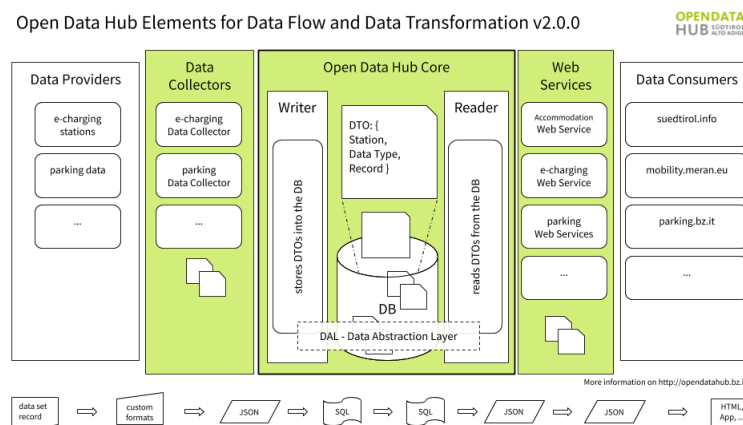 Open Data Hub Elements for Data Flow and Data Transformation v2.0.0
OPENDATA
HUB SÜDTIROL
ALTO ADIGE
Data Providers
e-charging
stations
parking data
...
Data
Collectors
e-charging
Data Collector
parking
Data Collector
...
Open Data Hub Core
Writer
stores DTOs into the DB
DTO: {
Station,
Data Type,
Record }
DB
DAL - Data Abstraction Layer
Reader
reads DTOs from the DB
Web
Services
Accommodation
Web Service
e-charging
Web Service
parking
Web Services
...
Data Consumers
suedtirol.info
mobility.meran.eu
parking.bz.it
...
More information on http://opendatahub.bz.i
data set
record
custom
formats
JSON
SQL
SQL
JSON
JSON
HTML,
App, ...